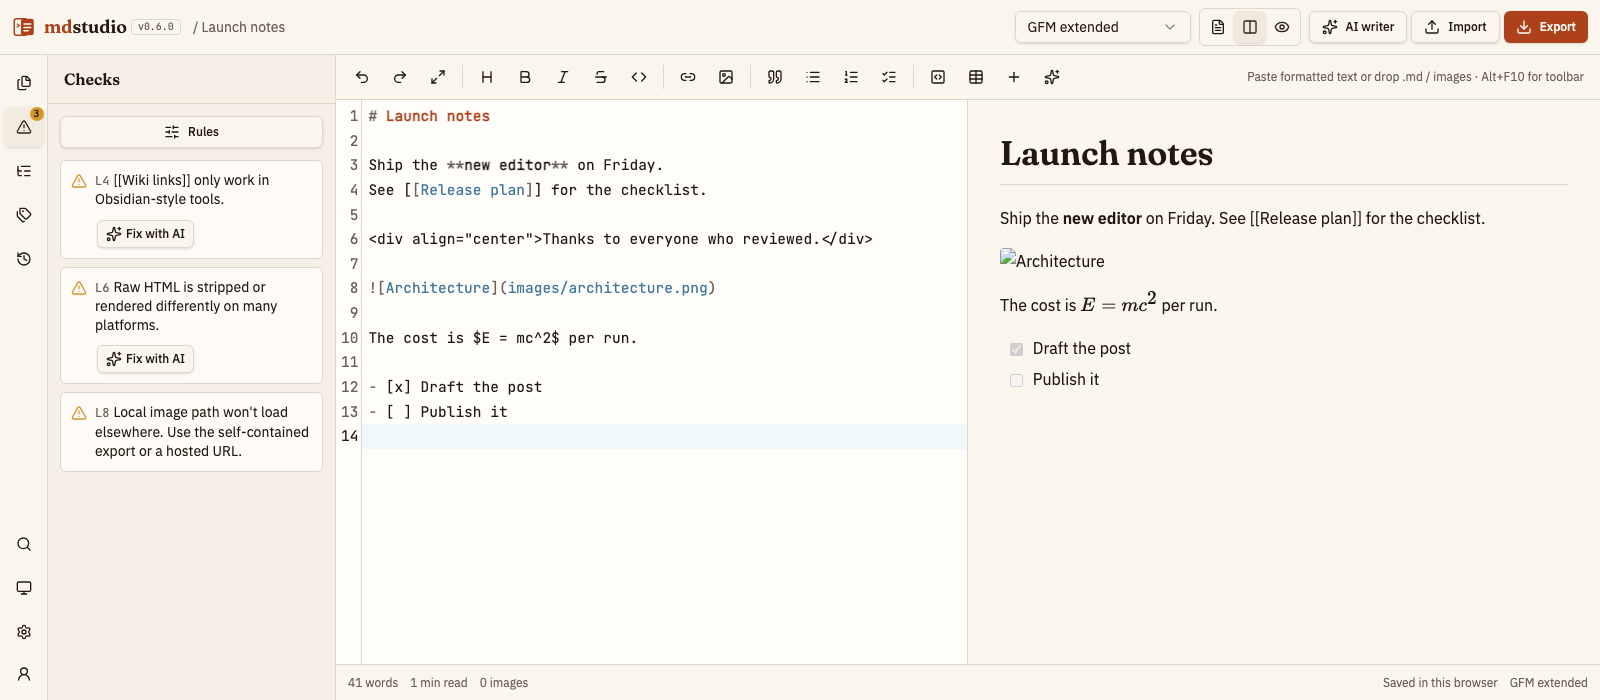 mdstudio v0.6.0 / Launch notes
GFM extended
AI writer
Import
Export
Checks
3
Rules
L4 [[Wiki links]] only work in
Obsidian-style tools.
Fix with AI
L6 Raw HTML is stripped or
rendered differently on many
platforms.
Fix with AI
L8 Local image path won't load
elsewhere. Use the self-contained
export or a hosted URL.
Paste formatted text or drop .md / images · Alt+F10 for toolbar
1 # Launch notes
2
3 Ship the **new editor** on Friday.
4 See [[Release plan]] for the checklist.
5
6 <div align="center">Thanks to everyone who reviewed.</div>
7
8 ![Architecture](images/architecture.png)
9
10 The cost is $E = mc^2$ per run.
11
12 - [x] Draft the post
13 - [ ] Publish it
14
Launch notes
Ship the new editor on Friday. See [[Release plan]] for the checklist.
Architecture
The cost is E = mc² per run.
Draft the post
Publish it
41 words 1 min read 0 images
Saved in this browser GFM extended